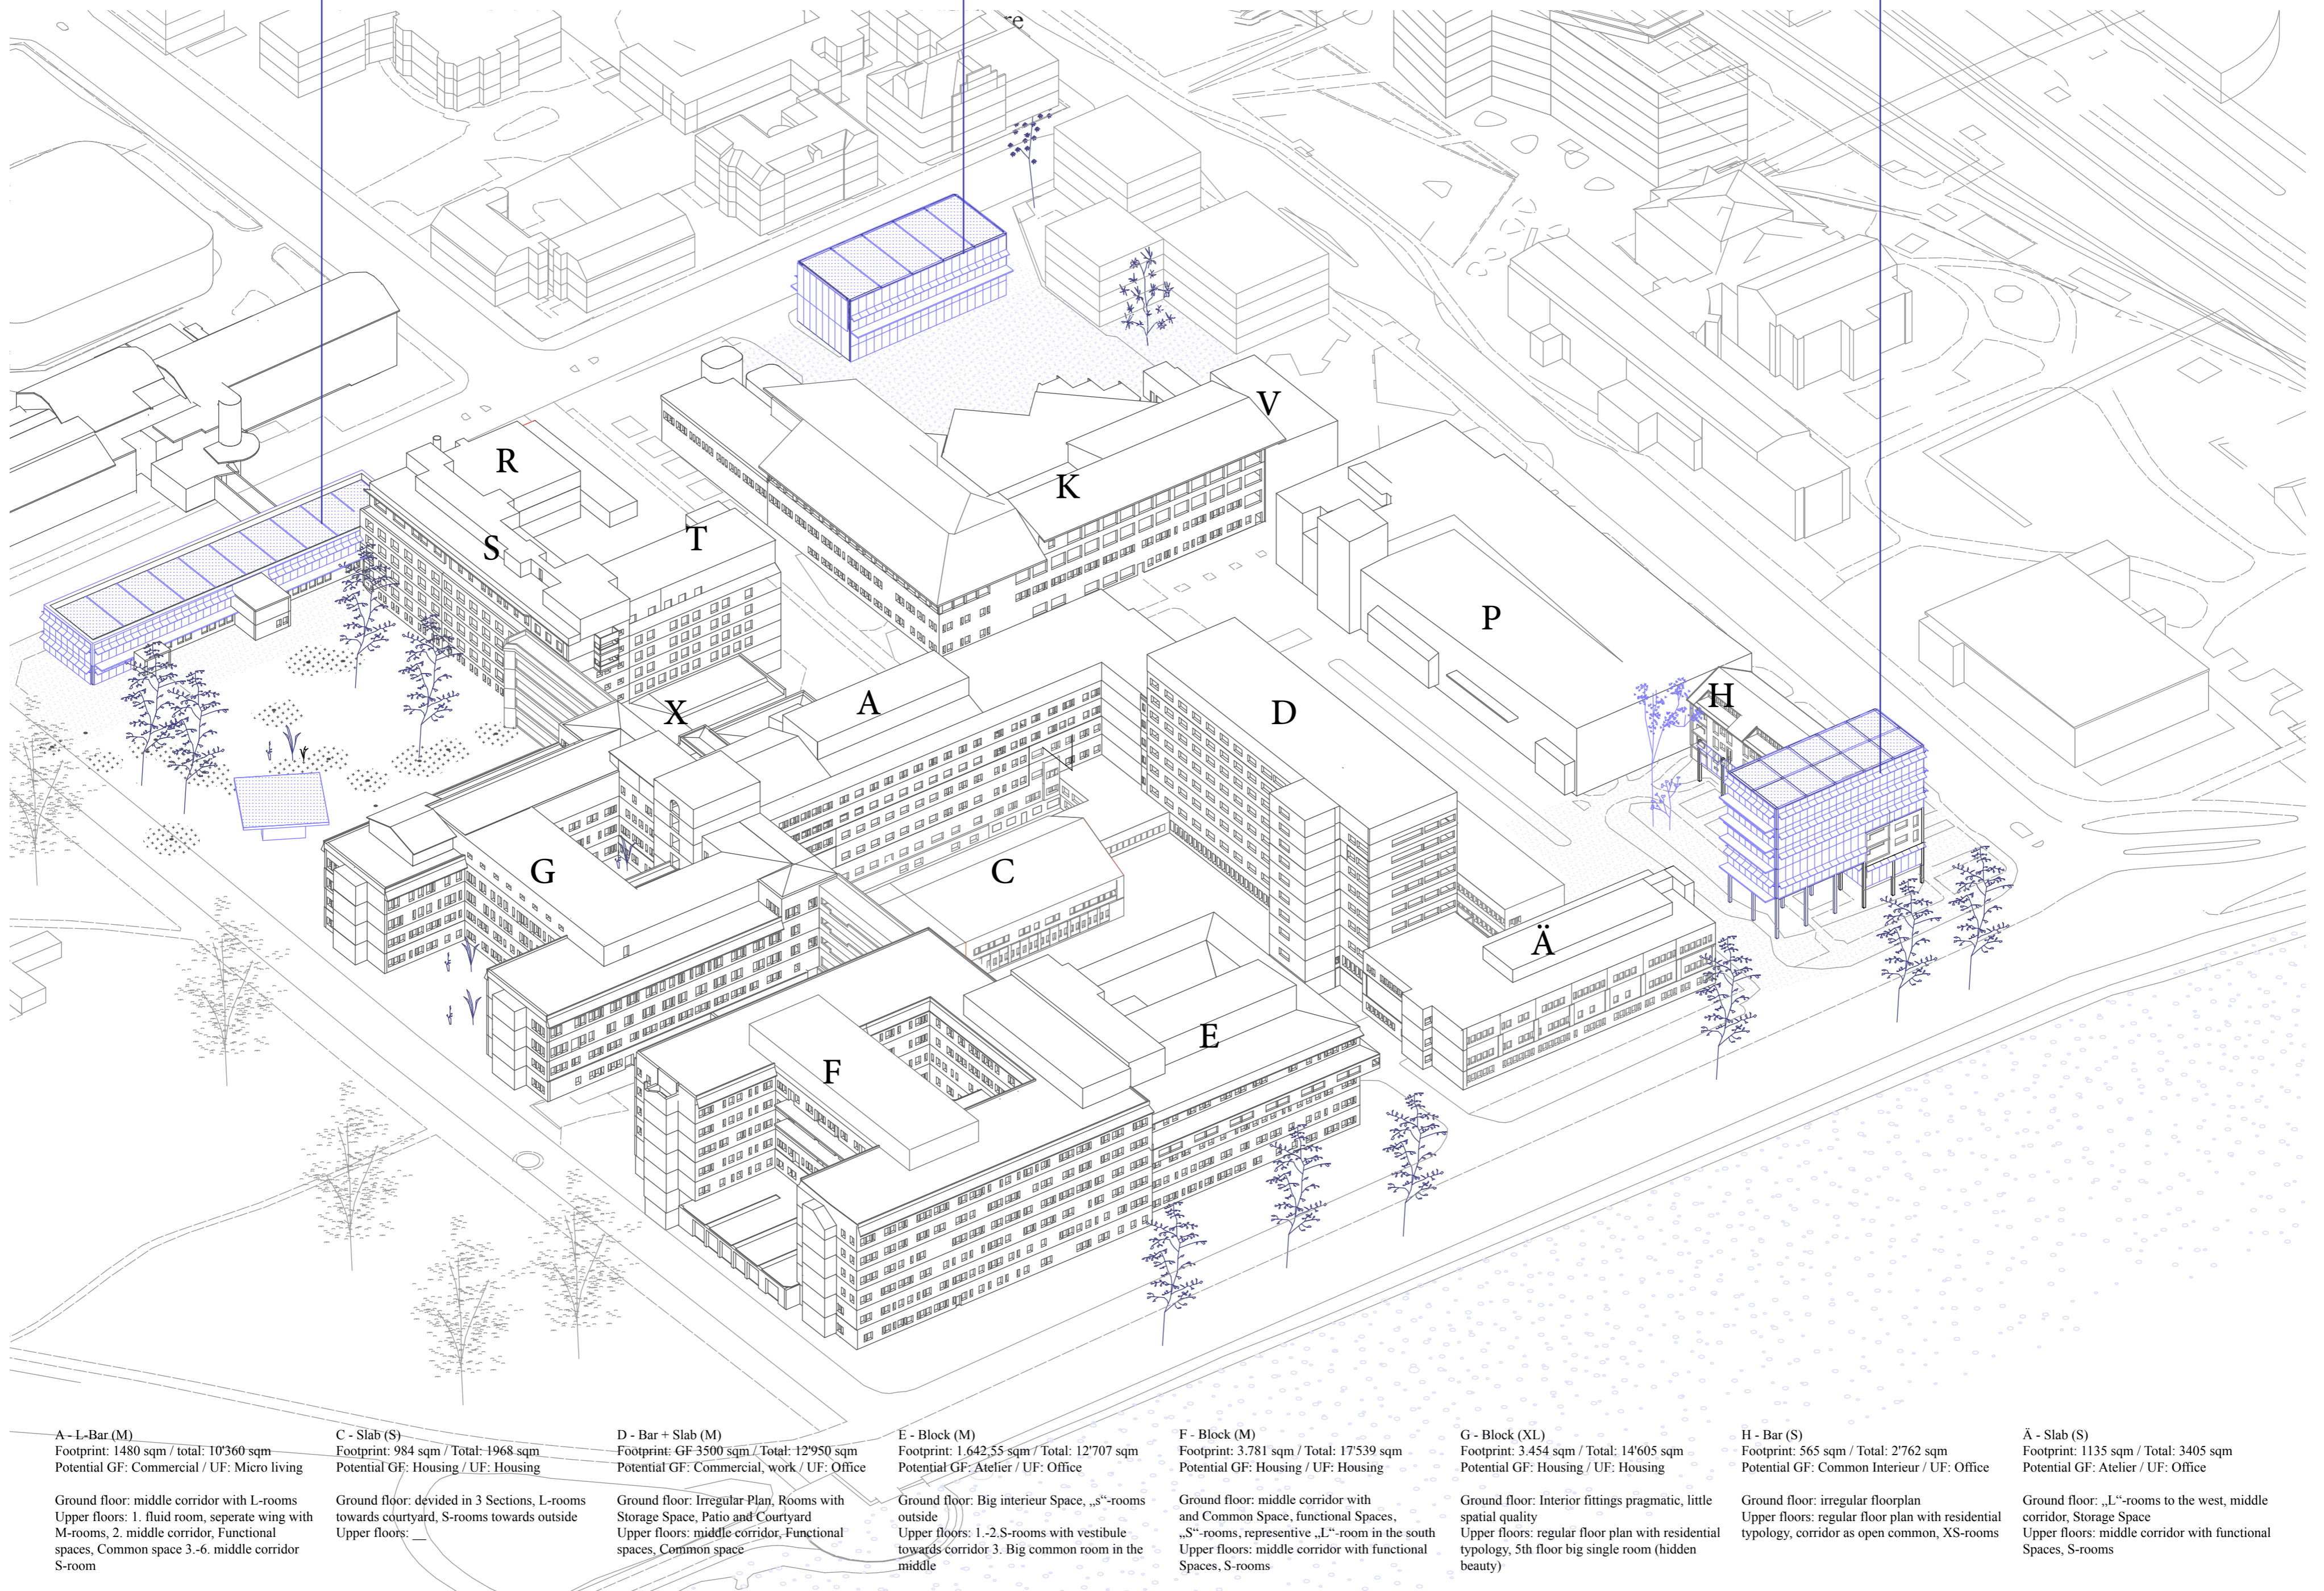 re
V
R
K
S
T
P
H
A
X
D
G
C
Ä
E
F
A - L-Bar (M)
Footprint: 1480 sqm / total: 10'360 sqm
Potential GF: Commercial / UF: Micro living
Ground floor: middle corridor with L-rooms
Upper floors: 1. fluid room, seperate wing with
M-rooms, 2. middle corridor, Functional
spaces, Common space 3.-6. middle corridor
S-room
C - Slab (S)
Footprint: 984 sqm / Total: 1968 sqm
Potential GF: Housing / UF: Housing
Ground floor: devided in 3 Sections, L-rooms
towards courtyard, S-rooms towards outside
Upper floors: __
D - Bar + Slab (M)
Footprint: GF 3500 sqm / Total: 12'950 sqm
Potential GF: Commercial, work / UF: Office
Ground floor: Irregular Plan, Rooms with
Storage Space, Patio and Courtyard
Upper floors: middle corridor, Functional
spaces, Common space
E - Block (M)
Footprint: 1.642,55 sqm / Total: 12'707 sqm
Potential GF: Atelier / UF: Office
Ground floor: Big interieur Space, „s“-rooms
outside
Upper floors: 1.-2.S-rooms with vestibule
towards corridor 3. Big common room in the
middle
F - Block (M)
Footprint: 3.781 sqm / Total: 17'539 sqm
Potential GF: Housing / UF: Housing
Ground floor: middle corridor with
and Common Space, functional Spaces,
„S“-rooms, representive „L“-room in the south
Upper floors: middle corridor with functional
Spaces, S-rooms
G - Block (XL)
Footprint: 3.454 sqm / Total: 14'605 sqm
Potential GF: Housing / UF: Housing
Ground floor: Interior fittings pragmatic, little
spatial quality
Upper floors: regular floor plan with residential
typology, 5th floor big single room (hidden
beauty)
H - Bar (S)
Footprint: 565 sqm / Total: 2'762 sqm
Potential GF: Common Interieur / UF: Office
Ground floor: irregular floorplan
Upper floors: regular floor plan with residential
typology, corridor as open common, XS-rooms
Ä - Slab (S)
Footprint: 1135 sqm / Total: 3405 sqm
Potential GF: Atelier / UF: Office
Ground floor: „L“-rooms to the west, middle
corridor, Storage Space
Upper floors: middle corridor with functional
Spaces, S-rooms